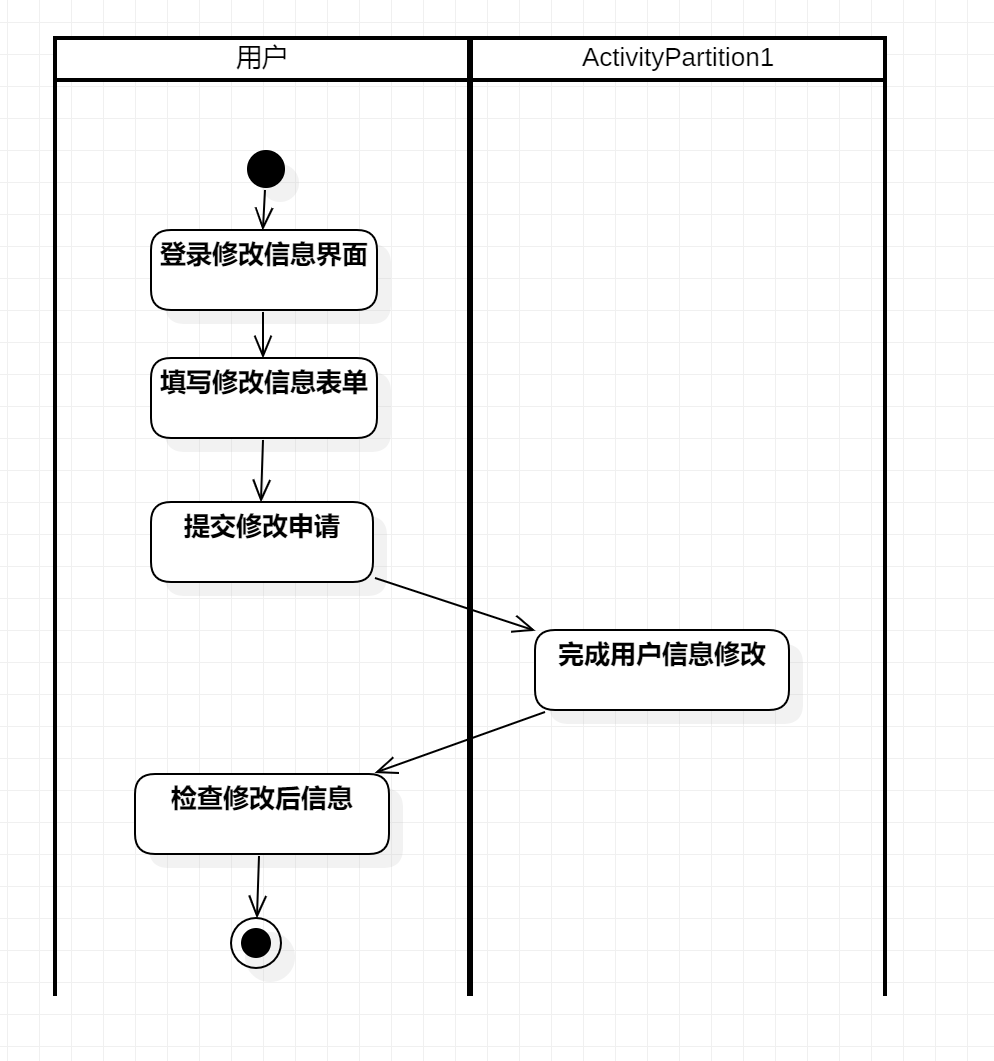 用户
ActivityPartition1
登录修改信息界面
填写修改信息表单
提交修改申请
完成用户信息修改
检查修改后信息